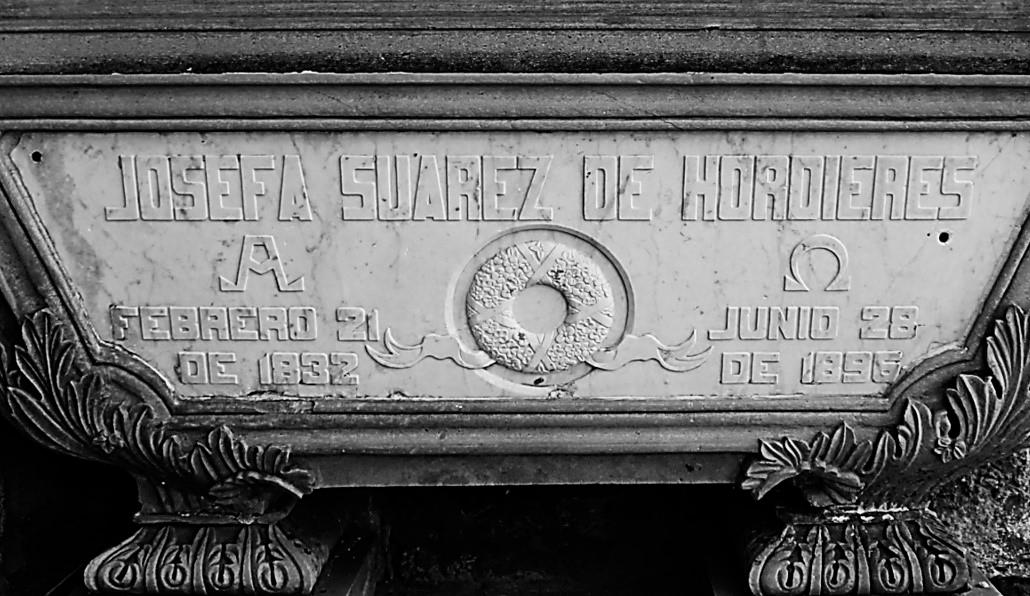 JOSEFA SUAREZ DE HORDIERES
Α Ω
FEBRERO 21 JUNIO 28
DE 1832 DE 1896